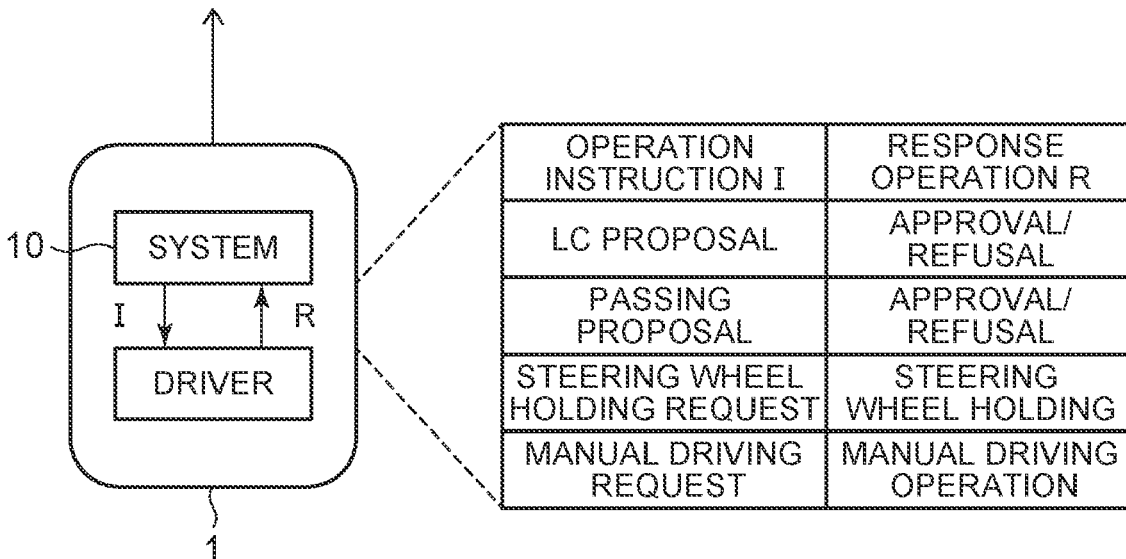 10
SYSTEM
I
R
DRIVER
1
OPERATION
INSTRUCTION I
RESPONSE
OPERATION R
LC PROPOSAL
APPROVAL/
REFUSAL
PASSING
PROPOSAL
APPROVAL/
REFUSAL
STEERING WHEEL
HOLDING REQUEST
STEERING
WHEEL HOLDING
MANUAL DRIVING
REQUEST
MANUAL DRIVING
OPERATION